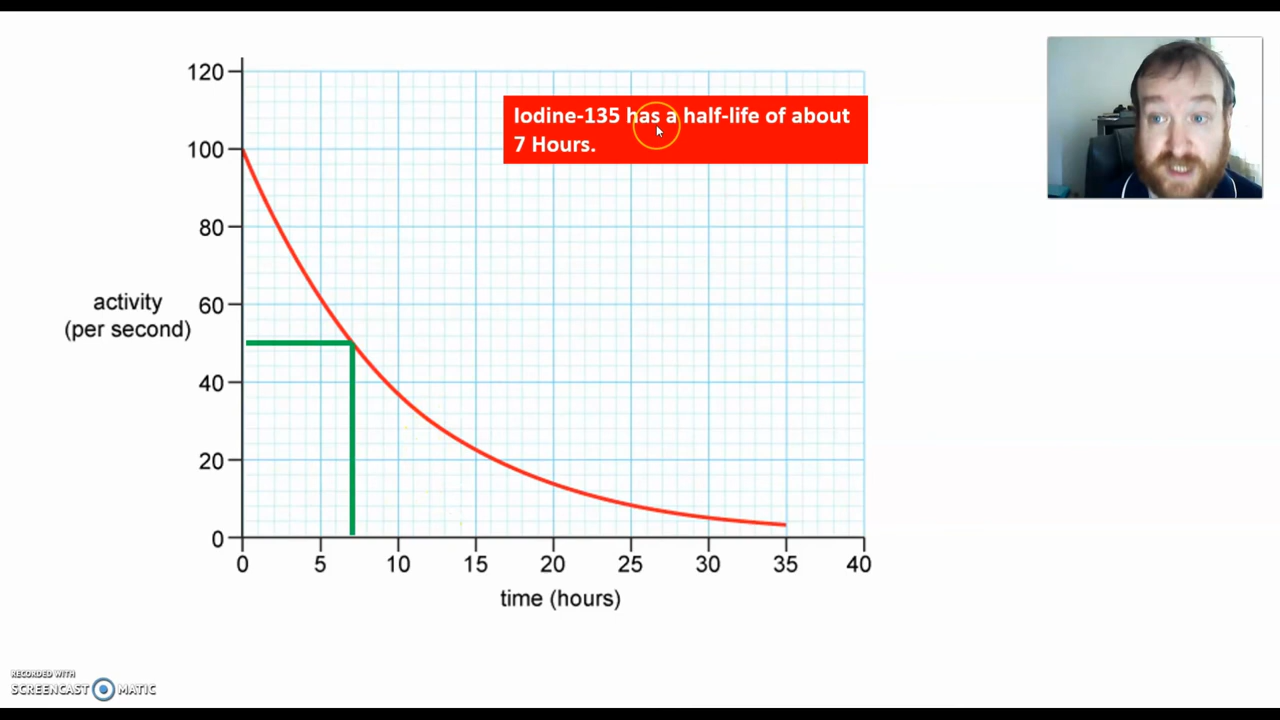 120
Iodine-135 has a half-life of about
7 Hours.
100
80
activity
60
(per second)
40
20
0
0 5 10 15 20 25 30 35 40
time (hours)
RECORDED WITH
SCREENCAST MATIC